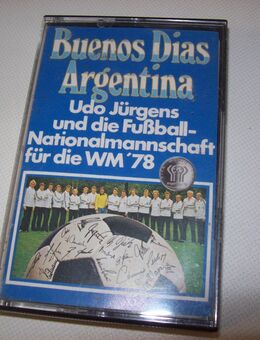 Buenos Dias
Argentina
Udo Jürgens
und die Fußball-
Nationalmannschaft
für die WM '78